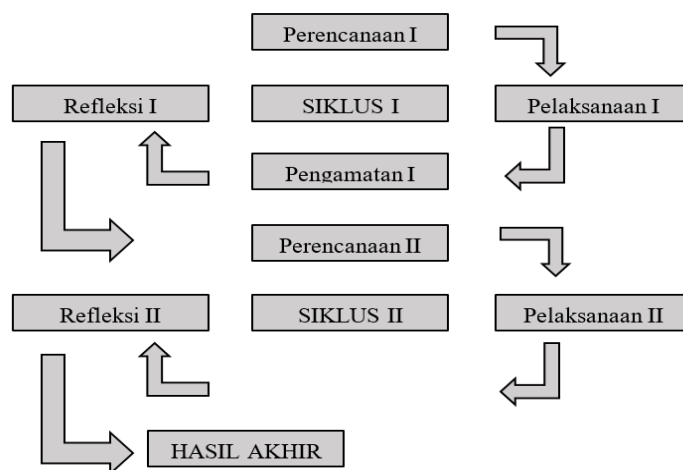 Perencanaan I
Refleksi I
SIKLUS I
Pelaksanaan I
Pengamatan I
Perencanaan II
Refleksi II
SIKLUS II
Pelaksanaan II
HASIL AKHIR